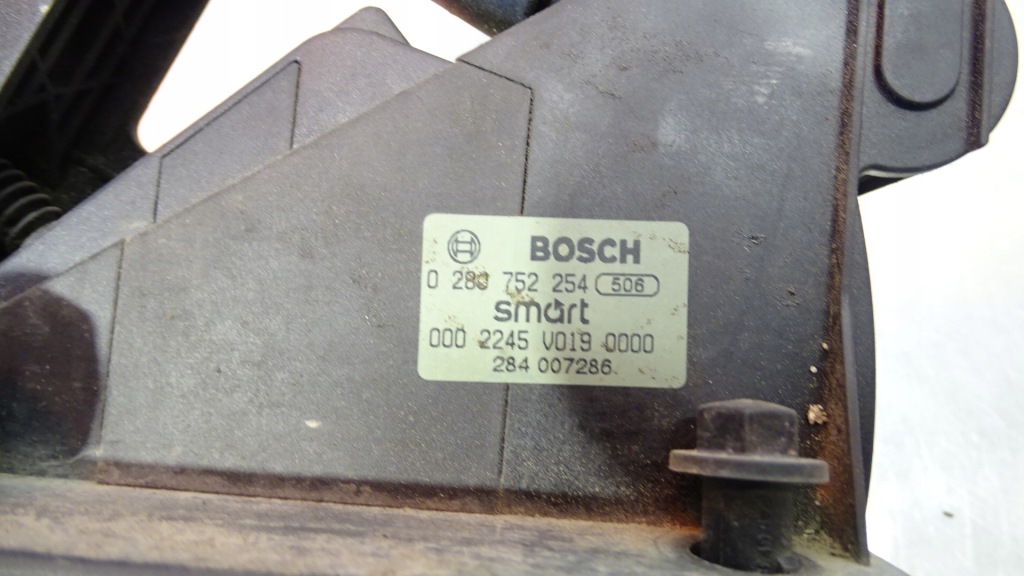 BOSCH
0 280 752 254 506
smart
000 2245 V019 0000
284 007286